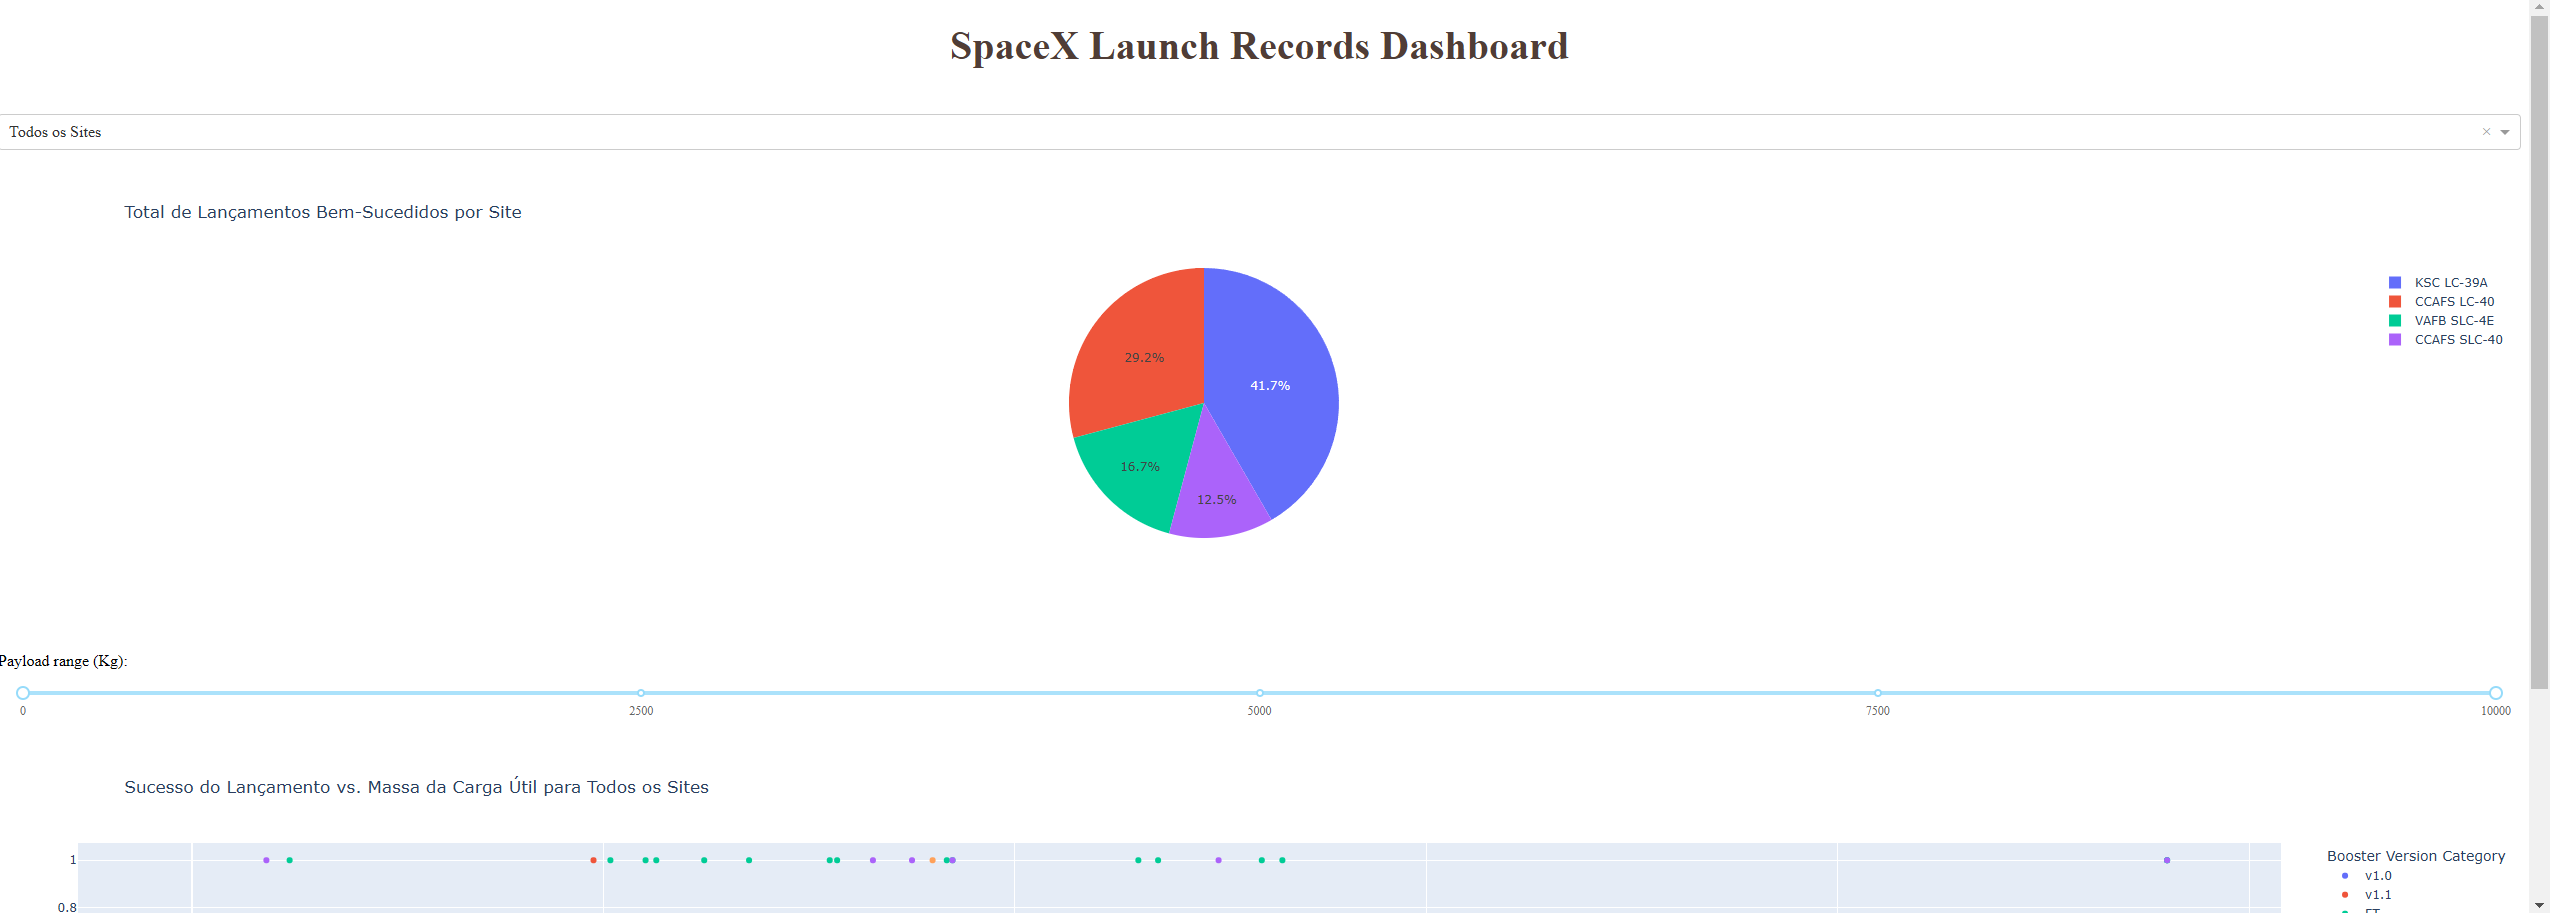 SpaceX Launch Records Dashboard
Todos os Sites
Total de Lançamentos Bem-Sucedidos por Site
KSC LC-39A
CCAFS LC-40
VAFB SLC-4E
CCAFS SLC-40
29.2%
41.7%
16.7%
12.5%
Payload range (Kg):
0 2500 5000 7500 10000
Sucesso do Lançamento vs. Massa da Carga Útil para Todos os Sites
1
0.8
Booster Version Category
v1.0
v1.1